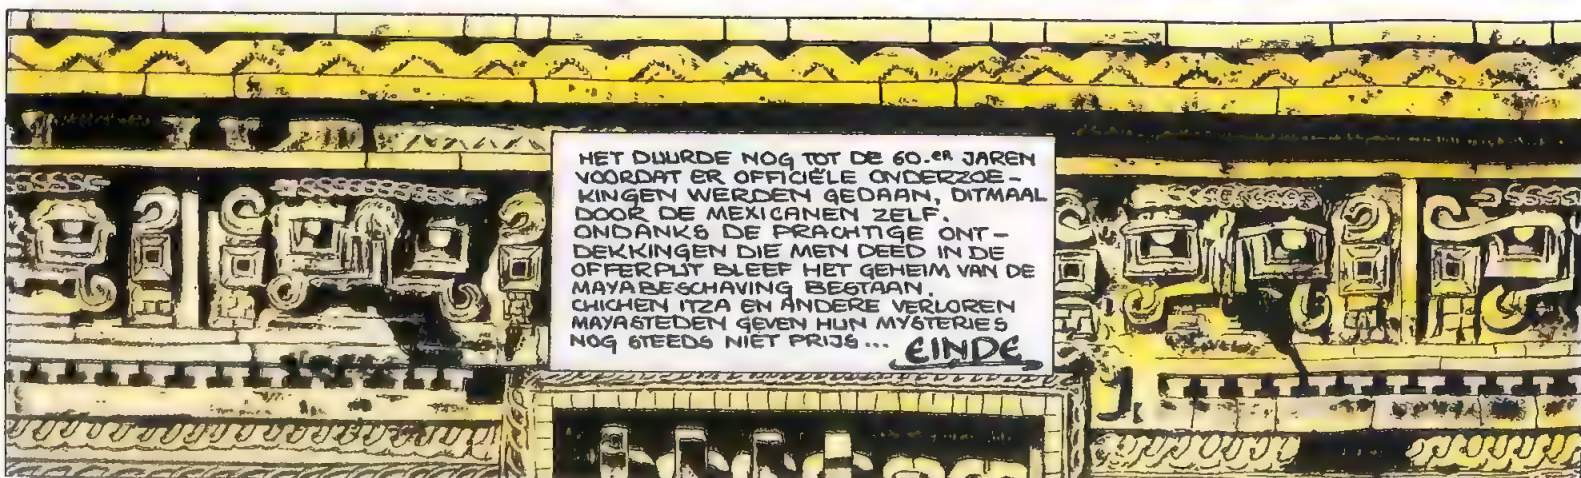 HET DUURDE NOG TOT DE 60.ER JAREN
VOORDAT ER OFFICIËLE ONDERZOE-
KINGEN WERDEN GEDAAN, DITMAAL
DOOR DE MEXICANEN ZELF.
ONDANKS DE PRACHTIGE ONT-
DEKKINGEN DIE MEN DEED IN DE
OFFERPUT BLEEF HET GEHEIM VAN DE
MAYABESCHAVING BESTAAN.
CHICHEN ITZA EN ANDERE VERLOREN
MAYASTEDEN GEVEN HUN MYSTERIES
NOG STEEDS NIET PRIJS... EINDE